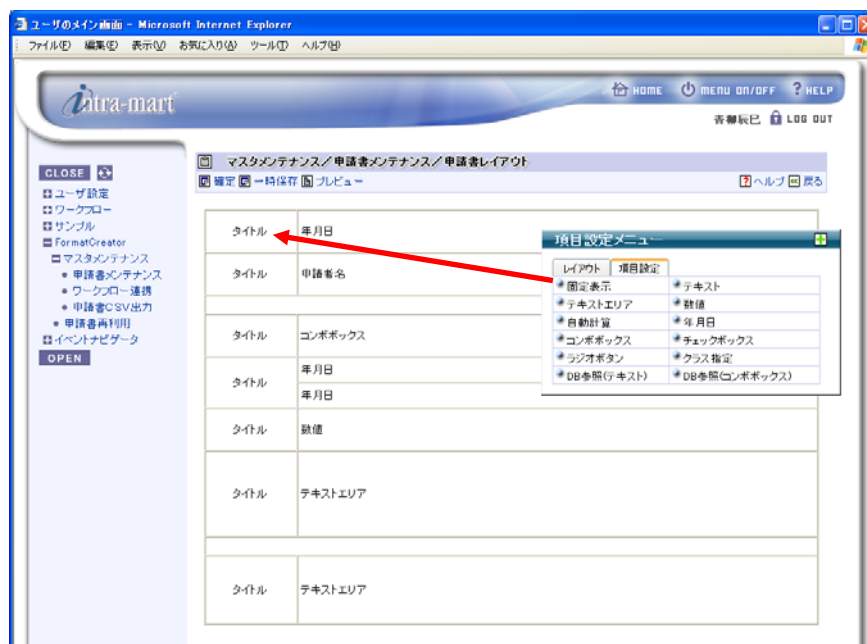 ユーザのメイン画面 - Microsoft Internet Explorer
ファイル(F) 編集(E) 表示(V) お気に入り(A) ツール(T) ヘルプ(H)
intra-mart
HOME MENU ON/OFF ? HELP
青柳辰巳 LOG OUT
CLOSE
ユーザ設定
ワークフロー
サンプル
FormatCreator
マスタメンテナンス
申請書メンテナンス
ワークフロー連携
申請書CSV出力
申請書再利用
イベントナビゲータ
OPEN
マスタメンテナンス/申請書メンテナンス/申請書レイアウト
確定 一時保存 プレビュー
ヘルプ 戻る
タイトル 年月日
タイトル 申請者名
タイトル コンボボックス
タイトル 年月日
年月日
タイトル 数値
タイトル テキストエリア
タイトル テキストエリア
項目設定メニュー
レイアウト 項目設定
固定表示 テキスト
テキストエリア 数値
自動計算 年月日
コンボボックス チェックボックス
ラジオボタン クラス指定
DB参照(テキスト) DB参照(コンボボックス)